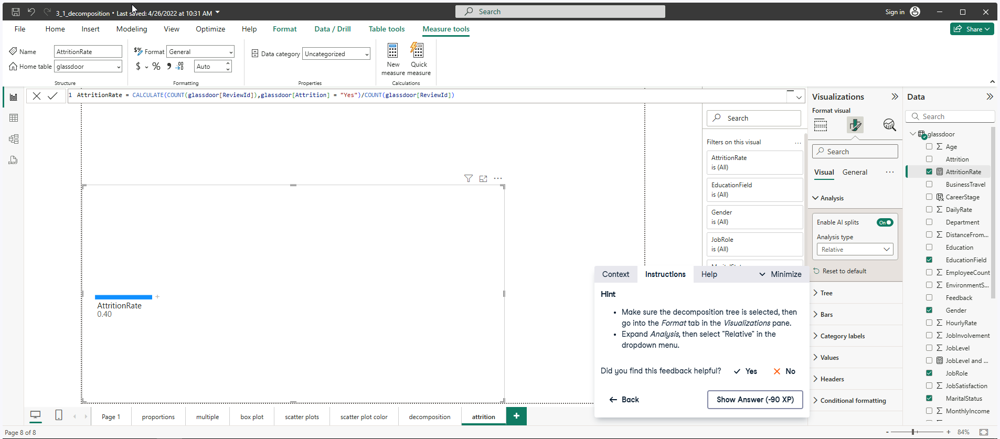 3_1_decomposition • Last saved: 4/26/2022 at 10:31 AM
Search
Sign in
File
Home
Insert
Modeling
View
Optimize
Help
Format
Data / Drill
Table tools
Measure tools
Share
Name
AttritionRate
Home table
glassdoor
Structure
Format
General
$
%
Auto
Formatting
Data category
Uncategorized
Properties
New measure
Quick measure
Calculations
1 AttritionRate = CALCULATE(COUNT(glassdoor[ReviewId]),glassdoor[Attrition] = "Yes")/COUNT(glassdoor[ReviewId])
AttritionRate
0.40
Search
Filters on this visual
AttritionRate
is (All)
EducationField
is (All)
Gender
is (All)
JobRole
is (All)
Context
Instructions
Help
Minimize
Hint
• Make sure the decomposition tree is selected, then
go into the Format tab in the Visualizations pane.
• Expand Analysis, then select "Relative" in the
dropdown menu.
Did you find this feedback helpful?
Yes
No
Back
Show Answer (-90 XP)
Visualizations
Format visual
Search
Visual
General
Analysis
Enable AI splits
On
Analysis type
Relative
Reset to default
Tree
Bars
Category labels
Values
Headers
Conditional formatting
Data
Search
glassdoor
Age
Attrition
AttritionRate
BusinessTravel
CareerStage
DailyRate
Department
DistanceFrom...
Education
EducationField
EmployeeCount
EnvironmentS...
Feedback
Gender
HourlyRate
JobInvolvement
JobLevel
JobLevel and ...
JobRole
JobSatisfaction
MaritalStatus
MonthlyIncome
Page 1
proportions
multiple
box plot
scatter plots
scatter plot color
decomposition
attrition
Page 8 of 8
84%